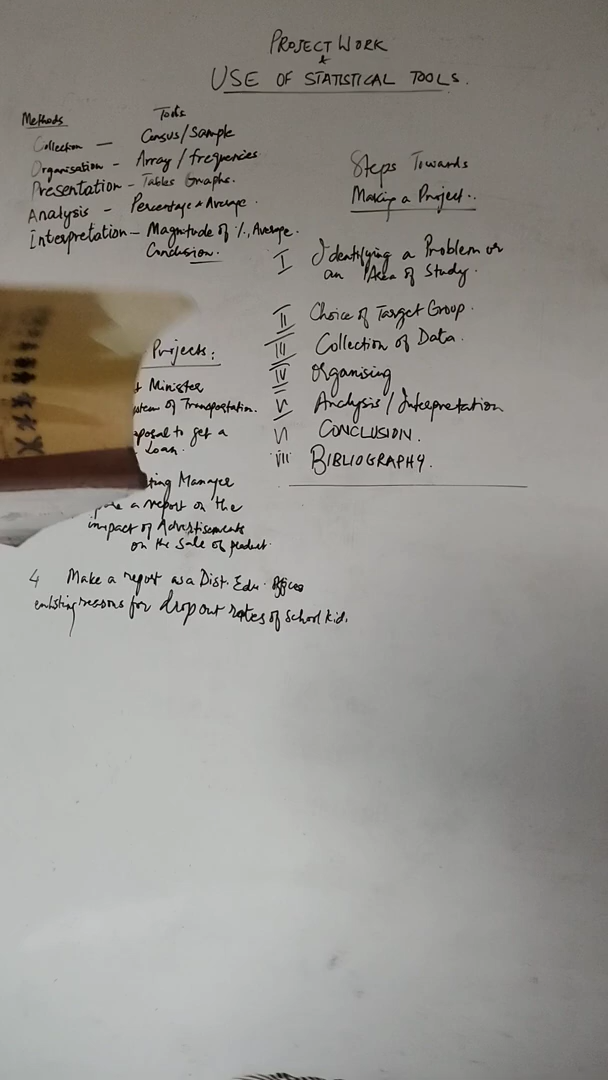 PROJECT WORK
&
USE OF STATISTICAL TOOLS.
Methods Tools
Collection — Census/Sample
Organisation - Array / frequencies
Presentation - Tables Graphs.
Analysis - Percentage & Average.
Interpretation - Magnitude of %, Average.
Conclusion.
Projects:
t Minister
stem of Transportation.
posal to get a
Loan.
ting Manager
a report on the
impact of Advertisements
on the Sale of product.
4 Make a report as a Dist. Edu. Officer
enlisting reasons for drop out rates of School Kid.
Steps Towards
Making a Project.
I Identifying a Problem or
an Area of Study.
II Choice of Target Group.
III Collection of Data.
IV Organising
V Analysis / Interpretation
VI CONCLUSION.
VII BIBLIOGRAPHY.